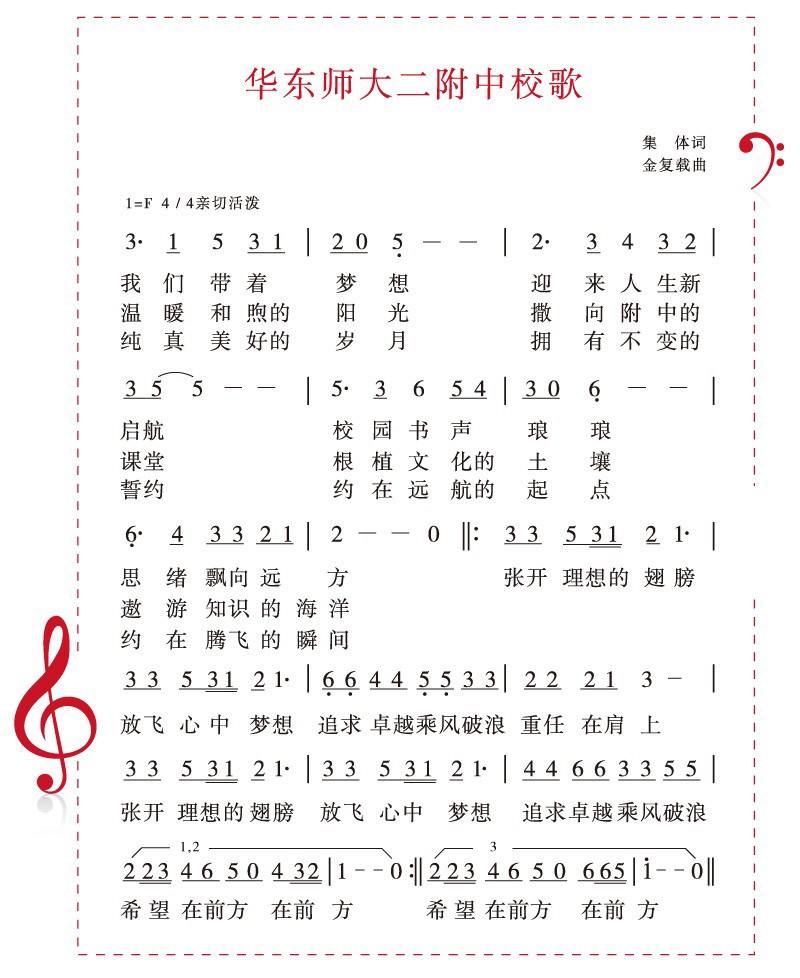 华东师大二附中校歌
集 体词
金复载曲
1=F 4/4亲切活泼
3· 1 5 3 1 | 2 0 5 — — | 2· 3 4 3 2 |
我们带着 梦想 迎来人生新
温暖和煦的 阳光 撒向附中的
纯真美好的 岁月 拥有不变的
3 5 5 — — | 5· 3 6 5 4 | 3 0 6 — — |
启航 校园书声 琅琅
课堂 根植文化的 土壤
誓约 约在远航的 起点
6· 4 3 3 2 1 | 2 — — 0 ‖: 3 3 5 3 1 2 1· |
思绪飘向远 方 张开 理想的 翅膀
遨游知识的海洋
约在腾飞的瞬间
3 3 5 3 1 2 1· | 6 6 4 4 5 5 3 3 | 2 2 2 1 3 — |
放飞 心中 梦想 追求 卓越乘风破浪 重任 在肩 上
3 3 5 3 1 2 1· | 3 3 5 3 1 2 1· | 4 4 6 6 3 3 5 5
张开 理想的 翅膀 放飞 心中 梦想 追求卓越乘风破浪
1,2 3
2 2 3 4 6 5 0 4 3 2 | 1 — — 0 :‖ 2 2 3 4 6 5 0 6 6 5 | 1 — — 0 ‖
希望 在前方 在前 方 希望 在前方 在前 方